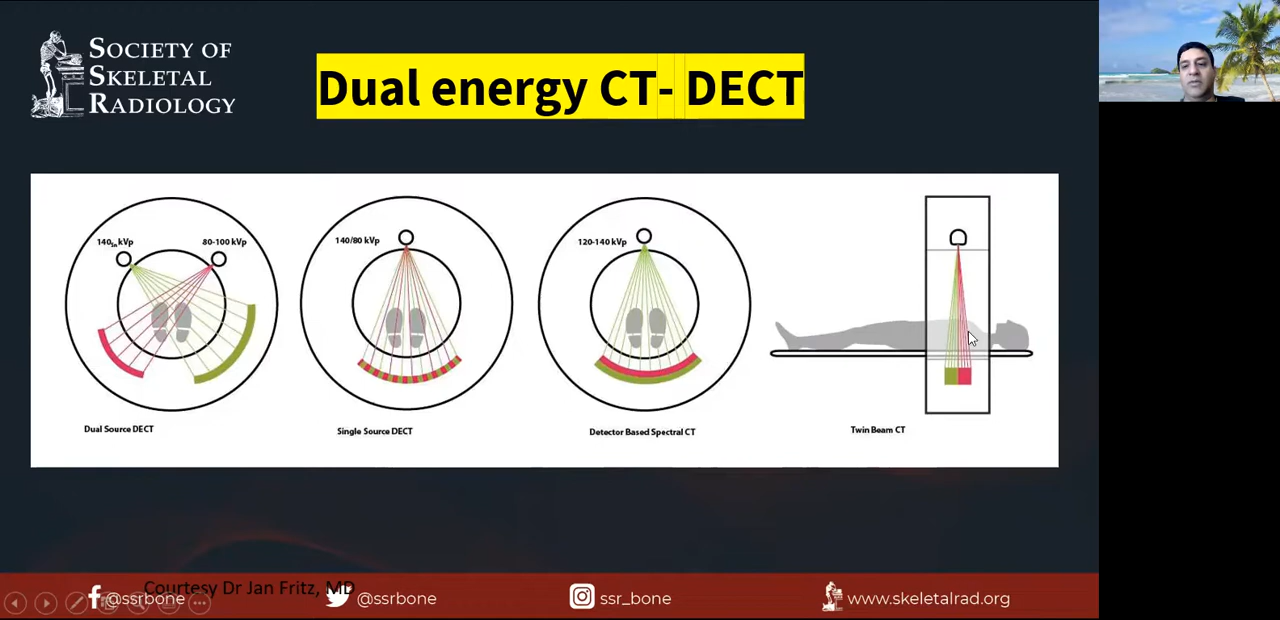 SOCIETY OF
SKELETAL
RADIOLOGY
Dual energy CT- DECT
140 kVp
80-100 kVp
140/80 kVp
120-140 kVp
Dual Source DECT
Single Source DECT
Detector Based Spectral CT
Twin Beam CT
Courtesy Dr Jan Fritz, MD
@ssrbone
@ssrbone
ssr_bone
www.skeletalrad.org